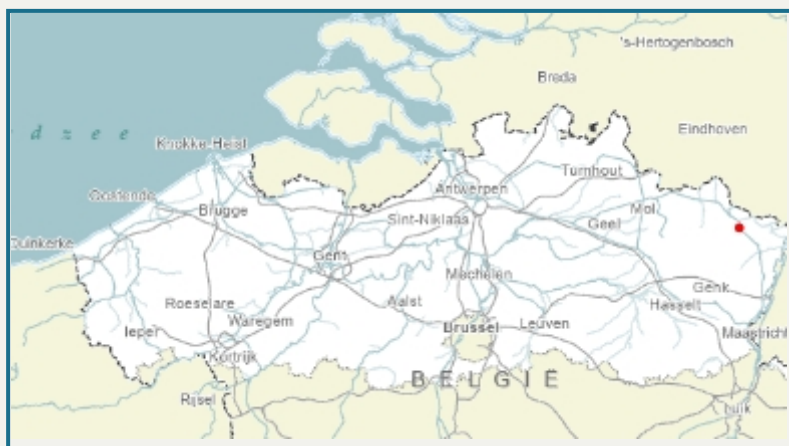 's-Hertogenbosch
Breda
dzee
Eindhoven
Knokke-Heist
Turnhout
Antwerpen
Oostende
Mol
Brugge
Sint-Niklaas
Geel
Duinkerke
Gent
Mechelen
Genk
Roeselare
Aalst
Hasselt
Ieper
Waregem
Brussel
Leuven
Maastricht
Kortrijk
BELGIË
Rijsel
Luik